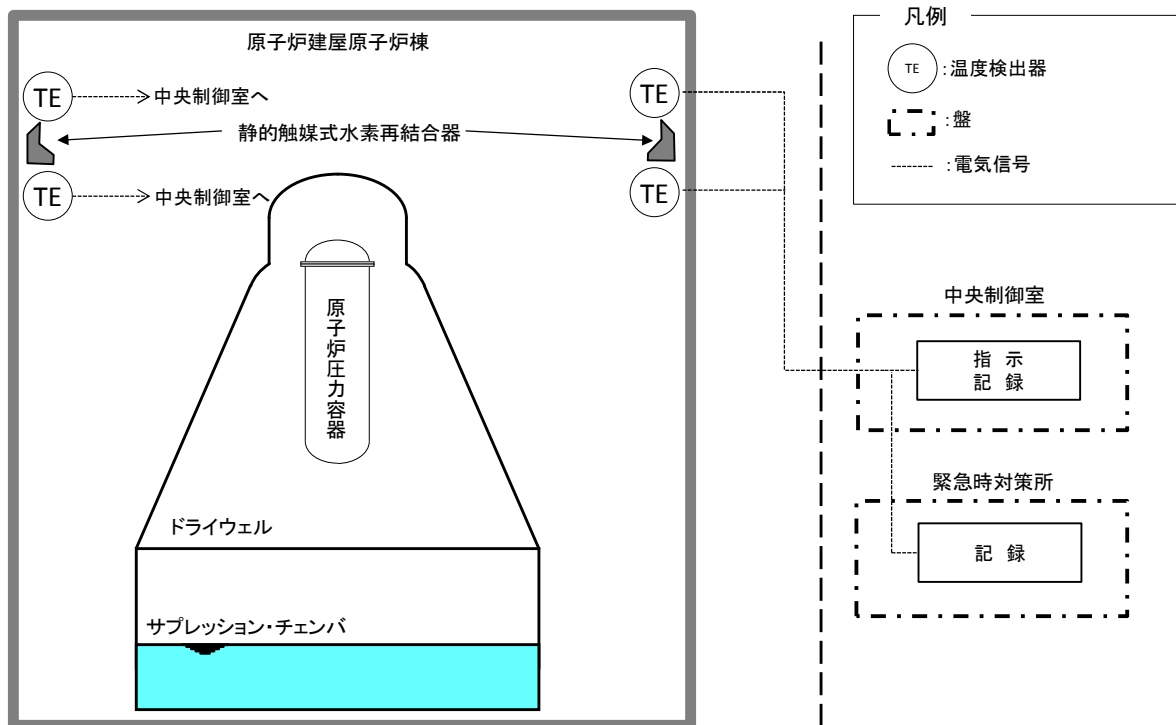 原子炉建屋原子炉棟
TE
中央制御室へ
TE
静的触媒式水素再結合器
TE
中央制御室へ
TE
原子炉圧力容器
ドライウェル
サプレッション・チェンバ
凡例
TE
:温度検出器
:盤
:電気信号
中央制御室
指 示
記 録
緊急時対策所
記 録